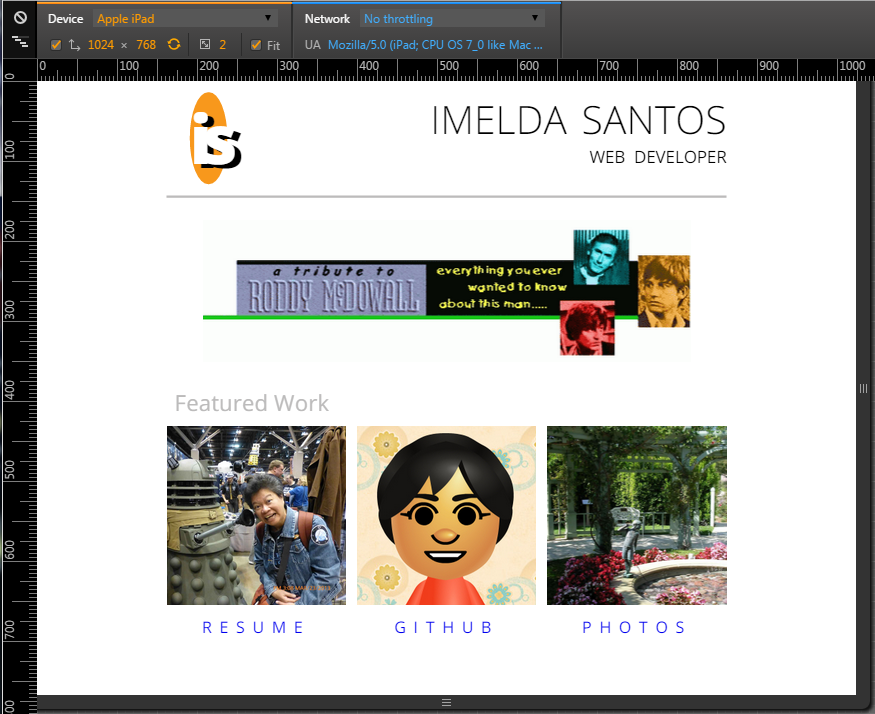 Device Apple iPad Network No throttling
1024 × 768 2 Fit UA Mozilla/5.0 (iPad; CPU OS 7_0 like Mac ...
0 100 200 300 400 500 600 700 800 900 1000
0
100
200
300
400
500
600
700
is
IMELDA SANTOS
WEB DEVELOPER
a tribute to
RODDY McDOWALL
everything you ever
wanted to know
about this man.....
Featured Work
RESUME GITHUB PHOTOS